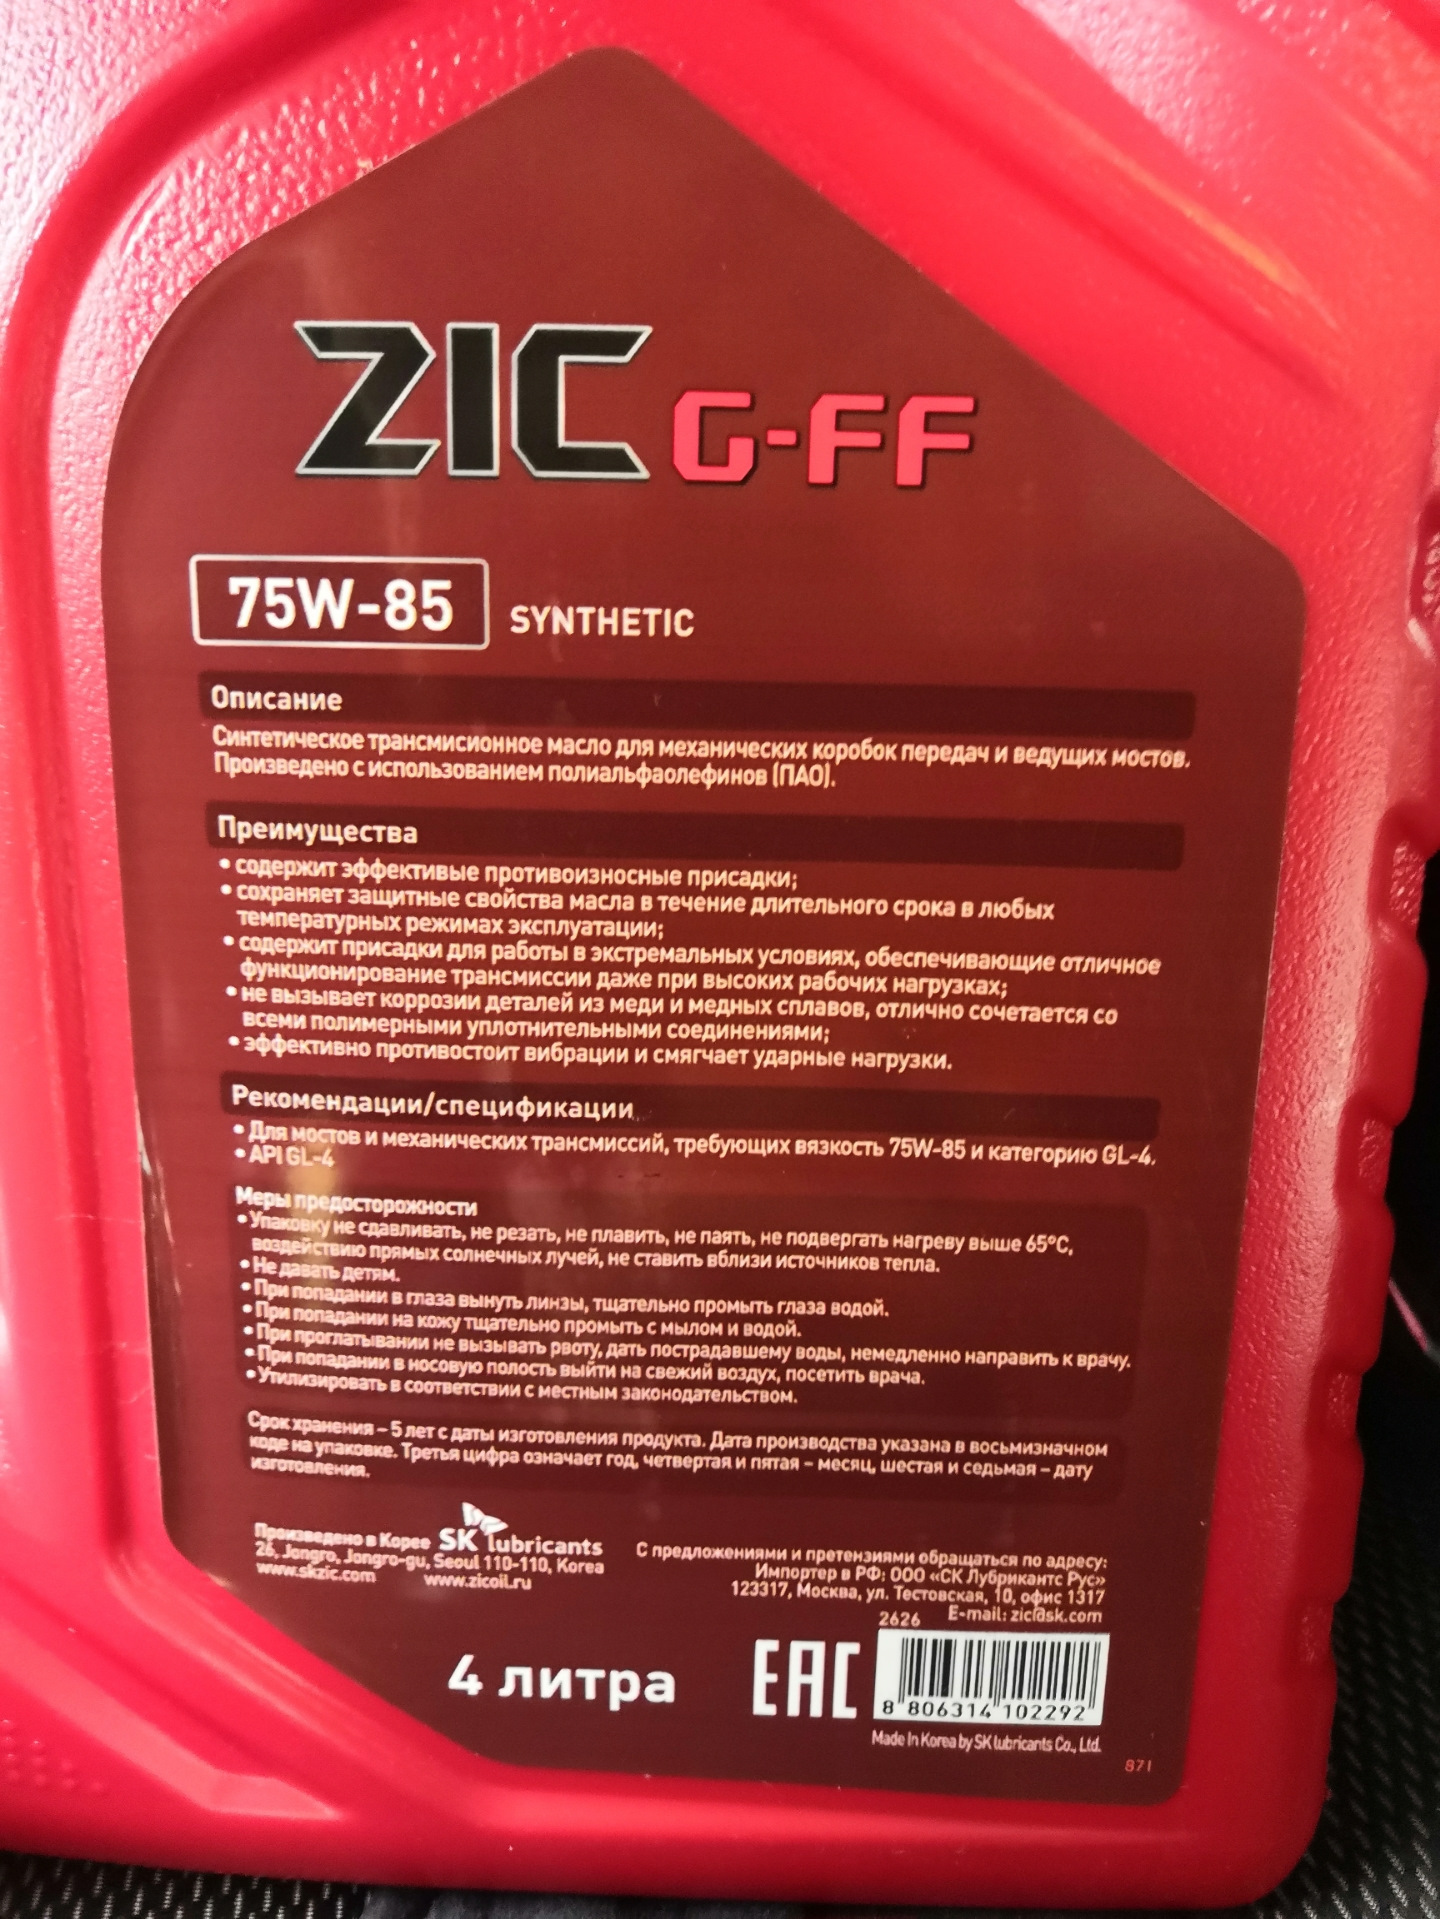 ZIC G-FF
75W-85 SYNTHETIC
Описание
Синтетическое трансмисионное масло для механических коробок передач и ведущих мостов.
Произведено с использованием полиальфаолефинов (ПАО).
Преимущества
• содержит эффективые противоизносные присадки;
• сохраняет защитные свойства масла в течение длительного срока в любых
температурных режимах эксплуатации;
• содержит присадки для работы в экстремальных условиях, обеспечивающие отличное
функционирование трансмиссии даже при высоких рабочих нагрузках;
• не вызывает коррозии деталей из меди и медных сплавов, отлично сочетается со
всеми полимерными уплотнительными соединениями;
• эффективно противостоит вибрации и смягчает ударные нагрузки.
Рекомендации/спецификации
• Для мостов и механических трансмиссий, требующих вязкость 75W-85 и категорию GL-4.
• API GL-4
Меры предосторожности
• Упаковку не сдавливать, не резать, не плавить, не паять, не подвергать нагреву выше 65°C,
воздействию прямых солнечных лучей, не ставить вблизи источников тепла.
• Не давать детям.
• При попадании в глаза вынуть линзы, тщательно промыть глаза водой.
• При попадании на кожу тщательно промыть с мылом и водой.
• При проглатывании не вызывать рвоту, дать пострадавшему воды, немедленно направить к врачу.
• При попадании в носовую полость выйти на свежий воздух, посетить врача.
• Утилизировать в соответствии с местным законодательством.
Срок хранения – 5 лет с даты изготовления продукта. Дата производства указана в восьмизначном
коде на упаковке. Третья цифра означает год, четвертая и пятая – месяц, шестая и седьмая – дату
изготовления.
Произведено в Корее SK lubricants
26, Jongro, Jongro-gu, Seoul 110-110, Korea
www.skzic.com www.zicoil.ru
С предложениями и претензиями обращаться по адресу:
Импортер в РФ: ООО «СК Лубрикантс Рус»
123317, Москва, ул. Тестовская, 10, офис 1317
2626 E-mail: zic@sk.com
4 литра
EAC
8 806314 102292
Made In Korea by SK lubricants Co., Ltd.
871